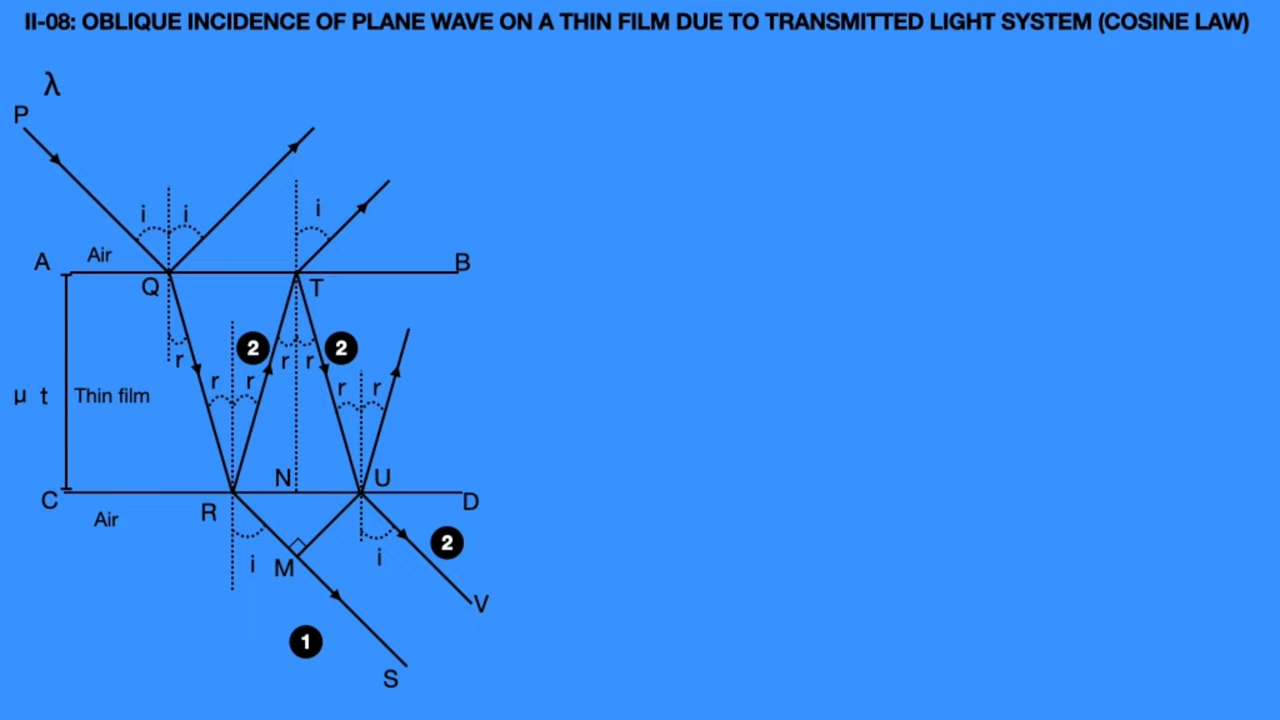 II-08: OBLIQUE INCIDENCE OF PLANE WAVE ON A THIN FILM DUE TO TRANSMITTED LIGHT SYSTEM (COSINE LAW)
λ
P
i i i
A Air B
Q T
2 2
r r r
r r r r
μ t Thin film
N U
C D
Air R
2
i M i
V
1
S